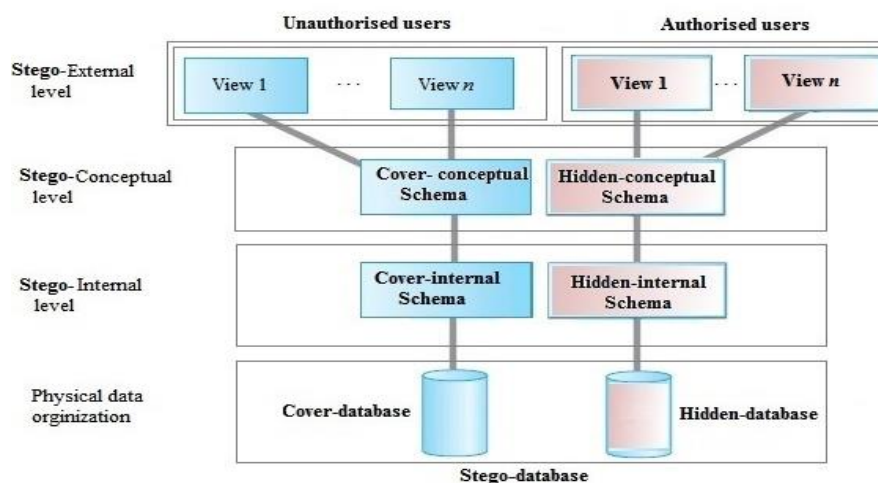 Unauthorised users
Authorised users
Stego-External
level
View 1
. . .
View n
View 1
...
View n
Stego-Conceptual
level
Cover- conceptual
Schema
Hidden-conceptual
Schema
Stego-Internal
level
Cover-internal
Schema
Hidden-internal
Schema
Physical data
orginization
Cover-database
Hidden-database
Stego-database